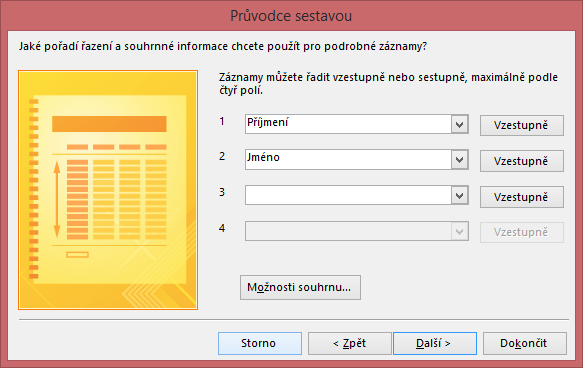 Průvodce sestavou
Jaké pořadí řazení a souhrnné informace chcete použít pro podrobné záznamy?
Záznamy můžete řadit vzestupně nebo sestupně, maximálně podle
čtyř polí.
1 Příjmení Vzestupně
2 Jméno Vzestupně
3 Vzestupně
4 Vzestupně
Možnosti souhrnu...
Storno < Zpět Další > Dokončit